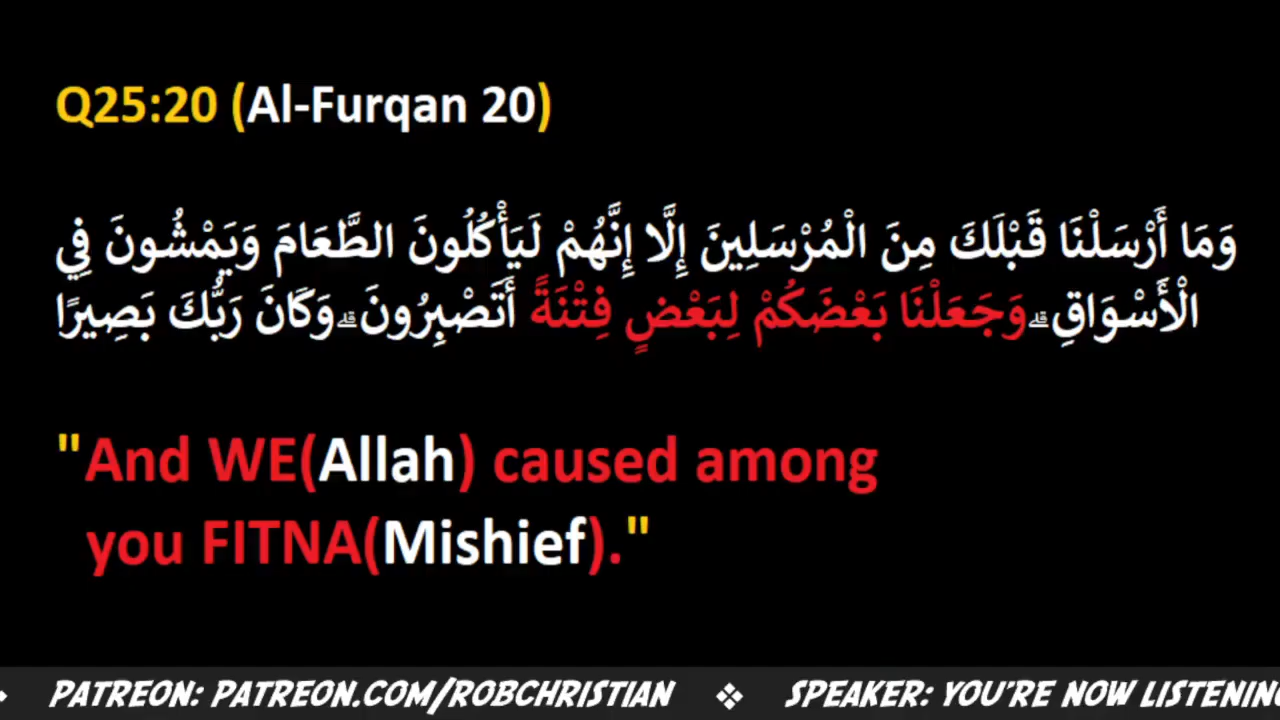 Q25:20 (Al-Furqan 20)
وَمَا أَرْسَلْنَا قَبْلَكَ مِنَ الْمُرْسَلِينَ إِلَّا إِنَّهُمْ لَيَأْكُلُونَ الطَّعَامَ وَيَمْشُونَ فِي
الْأَسْوَاقِ ۗ وَجَعَلْنَا بَعْضَكُمْ لِبَعْضٍ فِتْنَةً أَتَصْبِرُونَ ۗ وَكَانَ رَبُّكَ بَصِيرًا
"And WE(Allah) caused among
you FITNA(Mishief)."
PATREON: PATREON.COM/ROBCHRISTIAN ❖ SPEAKER: YOU'RE NOW LISTENING